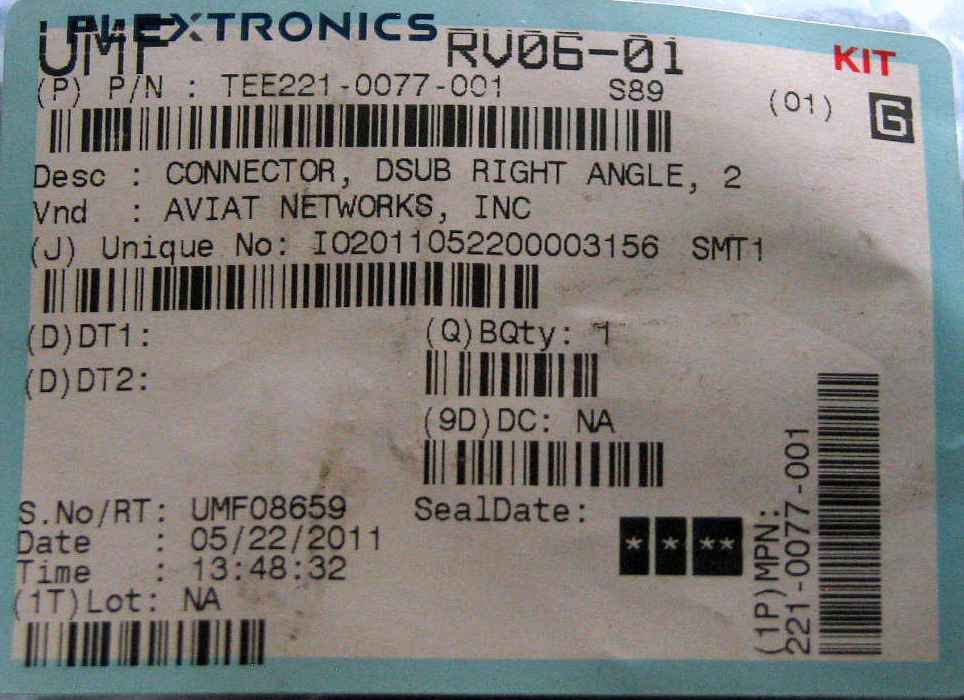 FLEXTRONICS
UMF RV06-01 KIT
(P) P/N : TEE221-0077-001 S89 (01) G
Desc : CONNECTOR, DSUB RIGHT ANGLE, 2
Vnd : AVIAT NETWORKS, INC
(J) Unique No: I02011052200003156 SMT1
(D)DT1: (Q)BQty: 1
(D)DT2:
(9D)DC: NA
S.No/RT: UMF08659 SealDate:
Date : 05/22/2011 * * **
Time : 13:48:32
(1T)Lot: NA
(1P)MPN:
221-0077-001